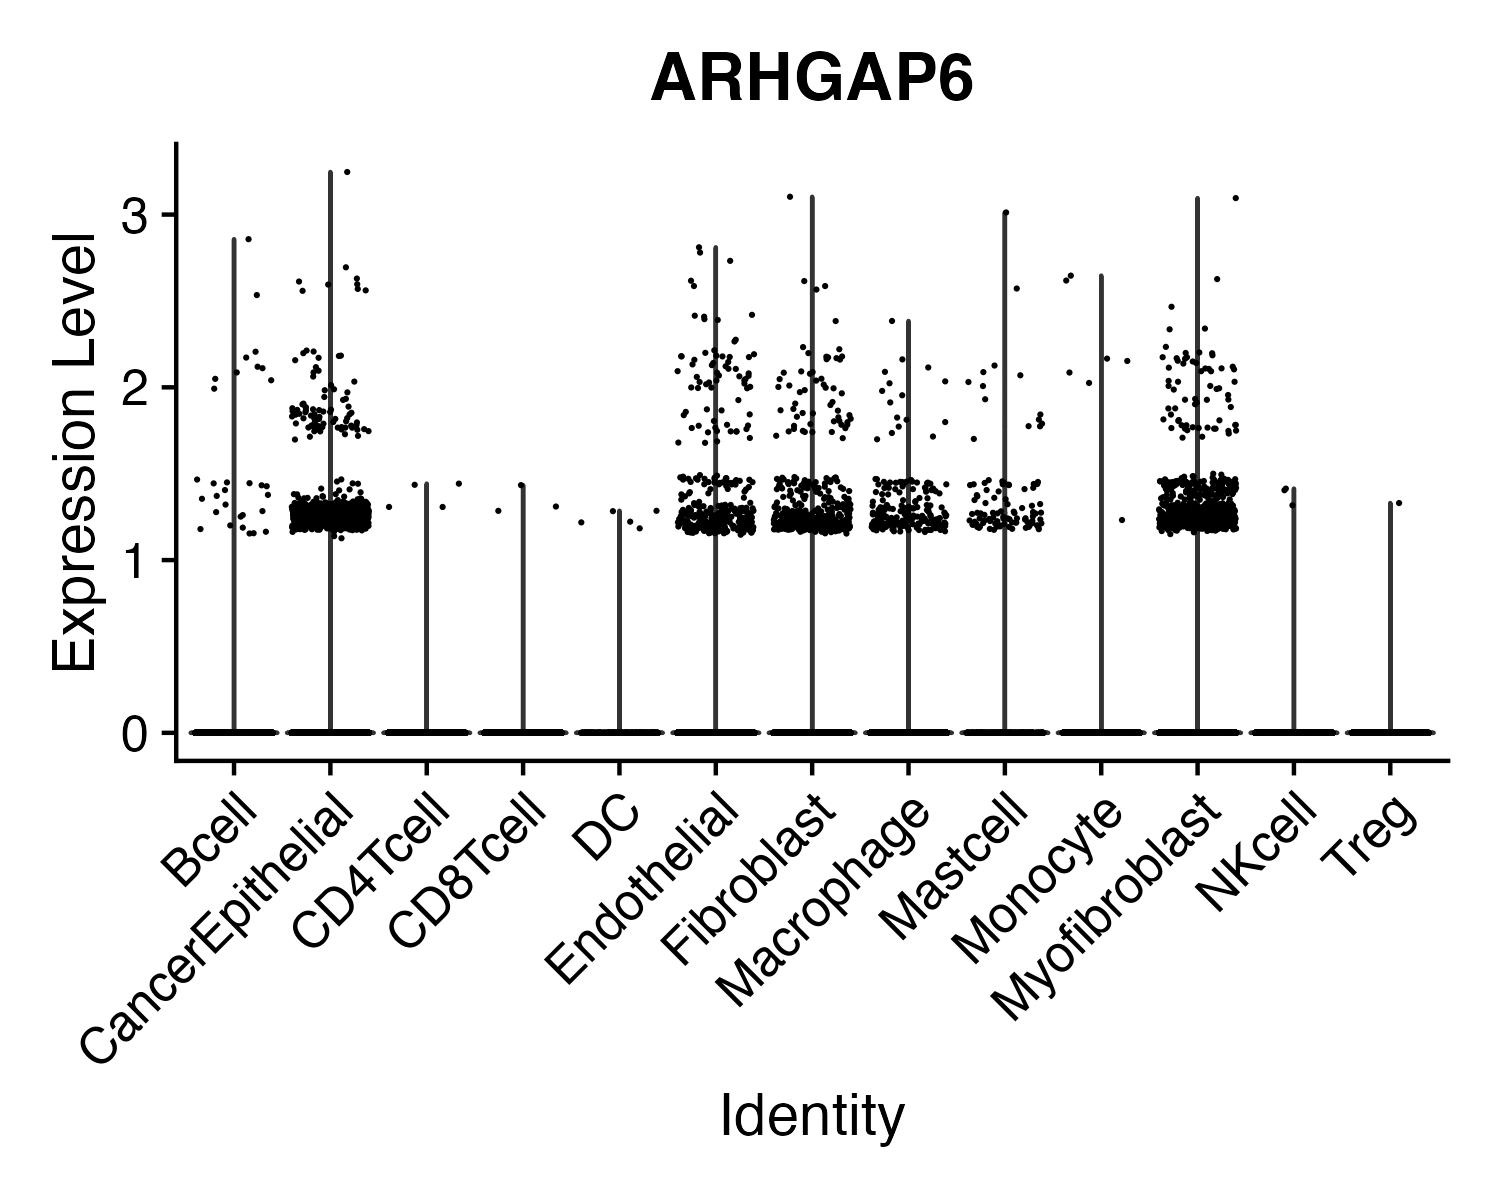 ARHGAP6
Expression Level
3
2
1
0
Bcell
CancerEpithelial
CD4Tcell
CD8Tcell
DC
Endothelial
Fibroblast
Macrophage
Mastcell
Monocyte
Myofibroblast
NKcell
Treg
Identity